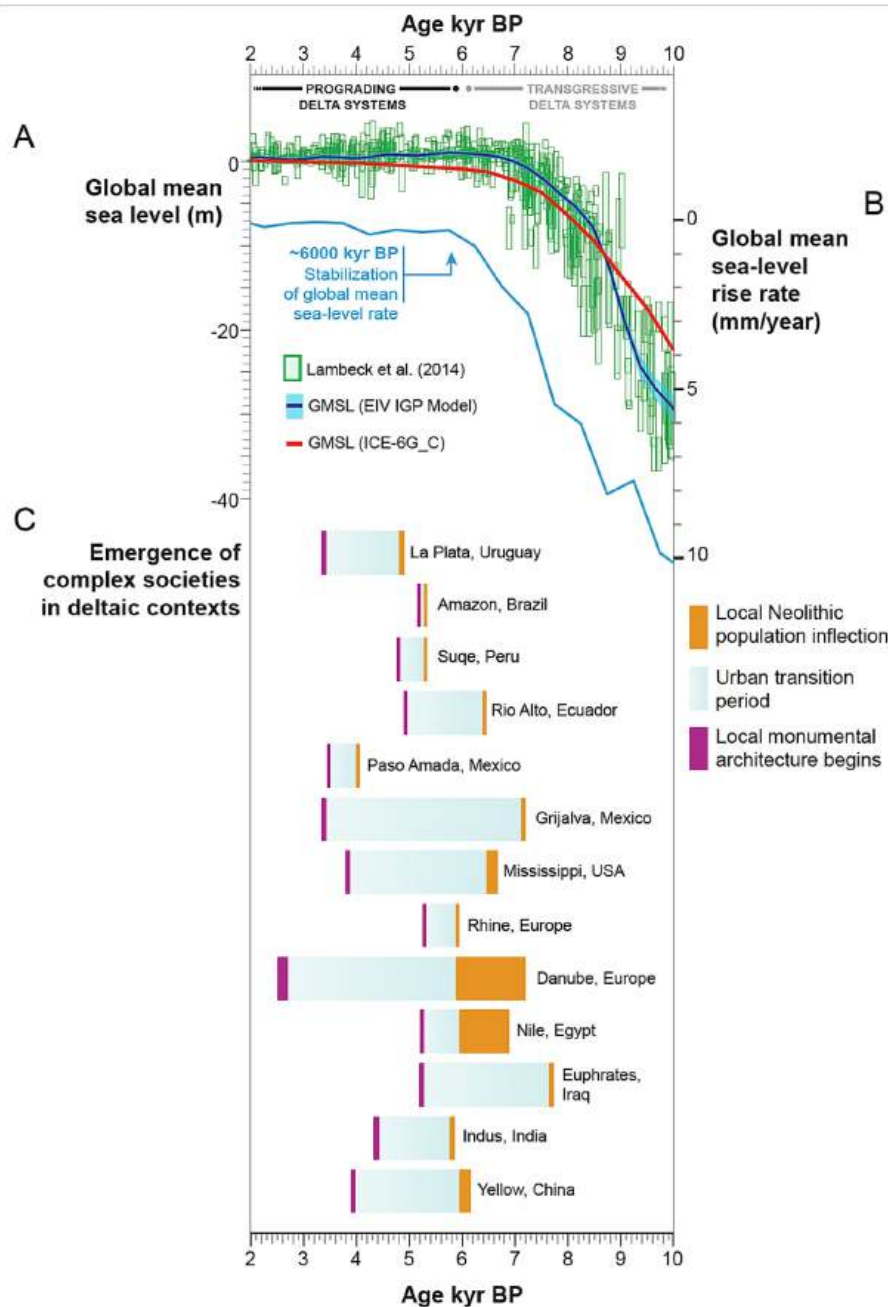 Age kyr BP
2 3 4 5 6 7 8 9 10
PROGRADING
DELTA SYSTEMS
TRANSGRESSIVE
DELTA SYSTEMS
A
0
Global mean
sea level (m)
-20
-40
B
0
Global mean
sea-level
rise rate
(mm/year)
5
10
~6000 kyr BP
Stabilization
of global mean
sea-level rate
Lambeck et al. (2014)
GMSL (EIV IGP Model)
GMSL (ICE-6G_C)
C
Emergence of
complex societies
in deltaic contexts
La Plata, Uruguay
Amazon, Brazil
Suqe, Peru
Rio Alto, Ecuador
Paso Amada, Mexico
Grijalva, Mexico
Mississippi, USA
Rhine, Europe
Danube, Europe
Nile, Egypt
Euphrates,
Iraq
Indus, India
Yellow, China
Local Neolithic
population inflection
Urban transition
period
Local monumental
architecture begins
2 3 4 5 6 7 8 9 10
Age kyr BP